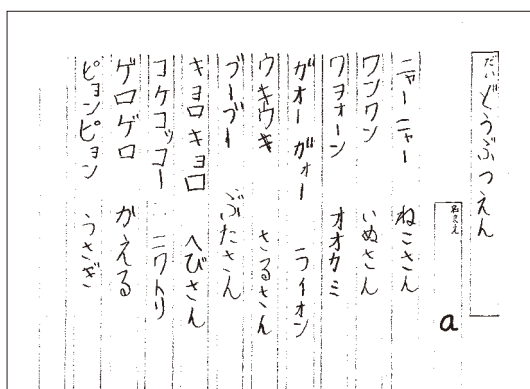 だい どうぶつえん
名まえ a
ニャーニャー ねこさん
ワンワン いぬさん
ワヲォーン オオカミ
ガオーガォー ライオン
ウキウキ さるさん
ブーブー ぶたさん
キョロキョロ へびさん
コケコッコー ニワトリ
ゲロゲロ かえる
ピョンピョン うさぎ